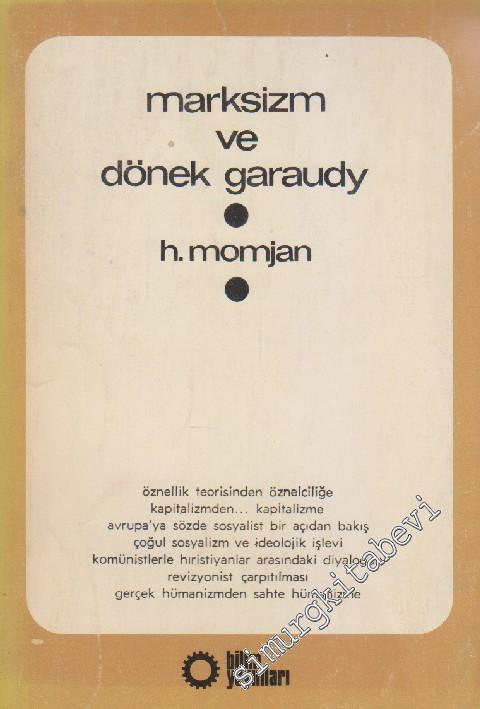 marksizm
ve
dönek garaudy
h.momjan
öznellik teorisinden öznelciliğe
kapitalizmden... kapitalizme
avrupa'ya sözde sosyalist bir açıdan bakış
çoğul sosyalizm ve ideolojik işlevi
komünistlerle hıristiyanlar arasındaki diyaloğun
revizyonist çarpıtılması
gerçek hümanizmden sahte hümanizme
bilim
yayınları
simurgkitabevi